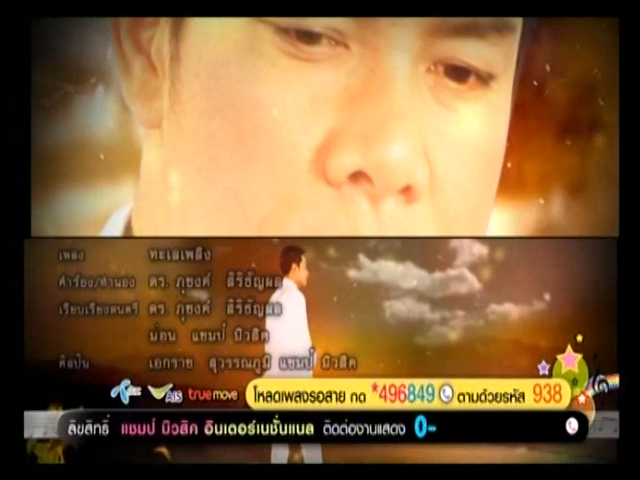 เพลง ทะเลเพลิง
คำร้อง/ทำนอง ดร. ภุชงค์ สิริธัญผล
เรียบเรียงดนตรี ดร. ภุชงค์ สิริธัญผล
น่อน แชมป์ มิวสิค
ศิลปิน เอกราช สุวรรณภูมิ แชมป์ มิวสิค
AIS true move โหลดเพลงรอสาย กด *496849 ตามด้วยรหัส 938
ลิขสิทธิ์ แชมป์ มิวสิค อินเตอร์เนชั่นแนล ติดต่องานแสดง 0